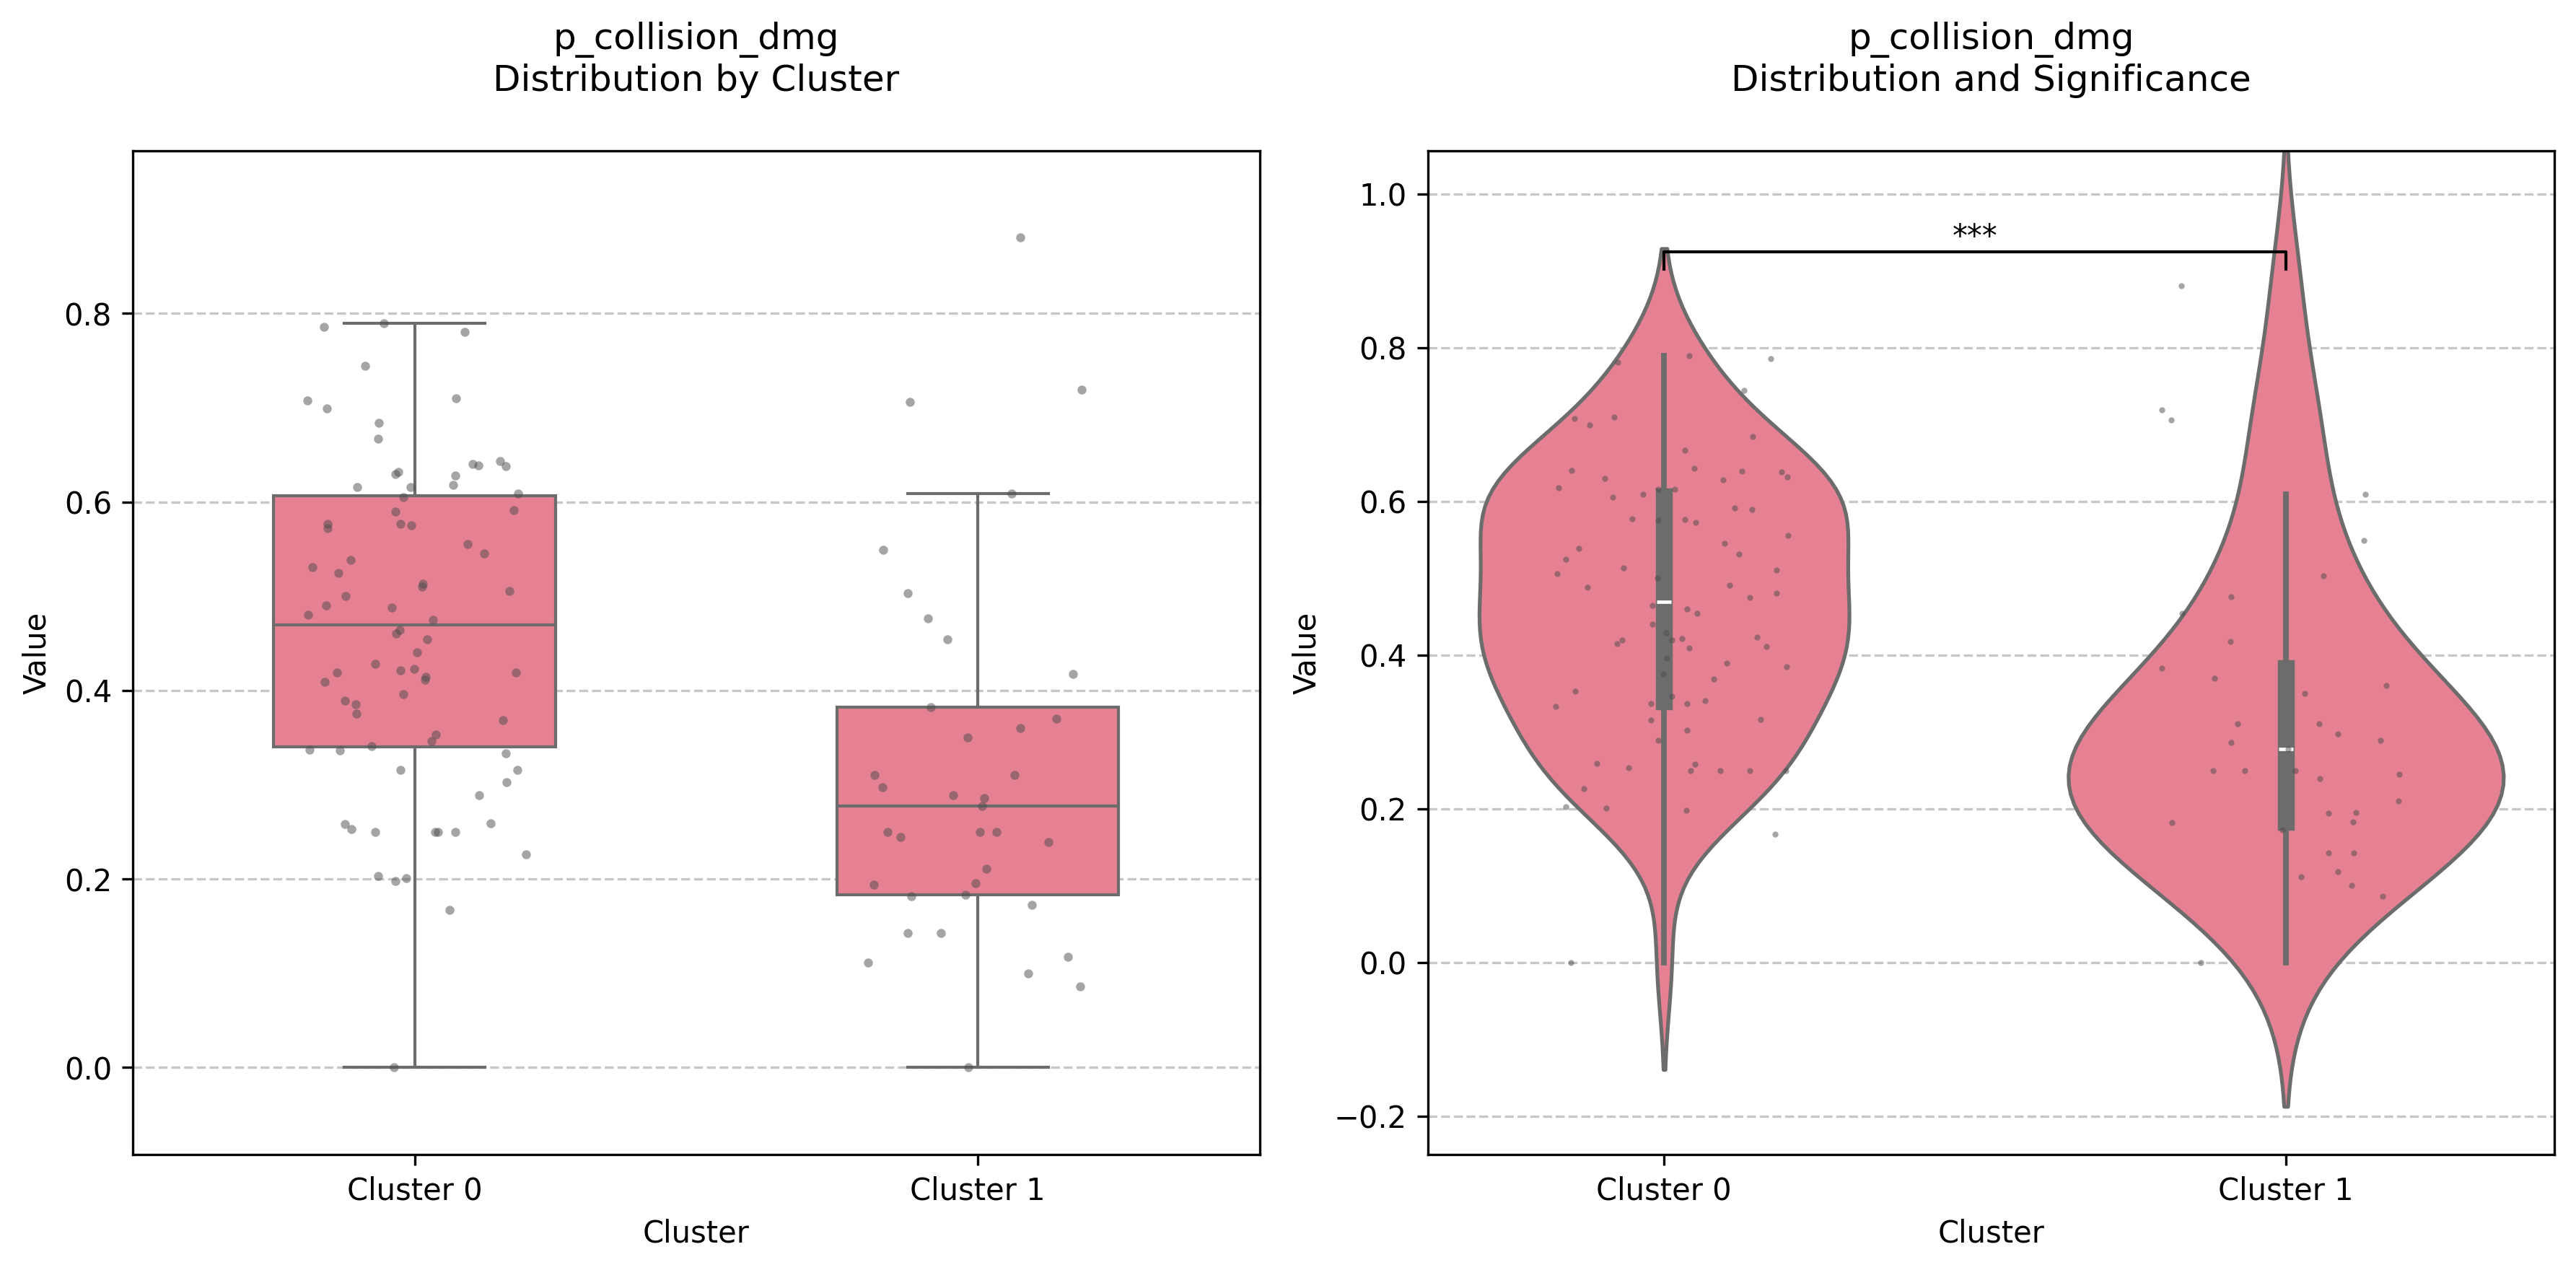 p_collision_dmg
Distribution by Cluster
Value
0.8
0.6
0.4
0.2
0.0
Cluster 0
Cluster 1
Cluster
p_collision_dmg
Distribution and Significance
Value
1.0
0.8
0.6
0.4
0.2
0.0
−0.2
***
Cluster 0
Cluster 1
Cluster